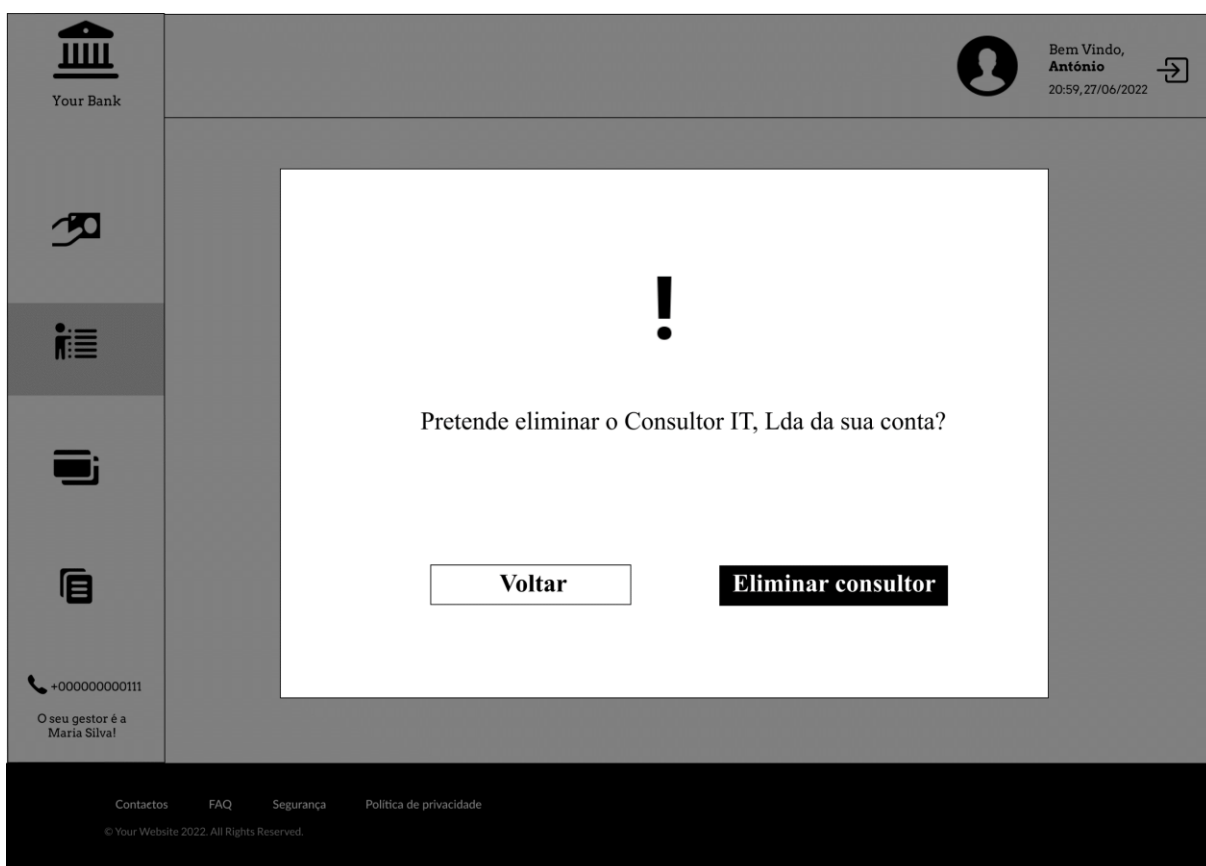 Your Bank
Bem Vindo,
António
20:59, 27/06/2022
!
Pretende eliminar o Consultor IT, Lda da sua conta?
Voltar
Eliminar consultor
+000000000111
O seu gestor é a
Maria Silva!
Contactos FAQ Segurança Política de privacidade
© Your Website 2022. All Rights Reserved.